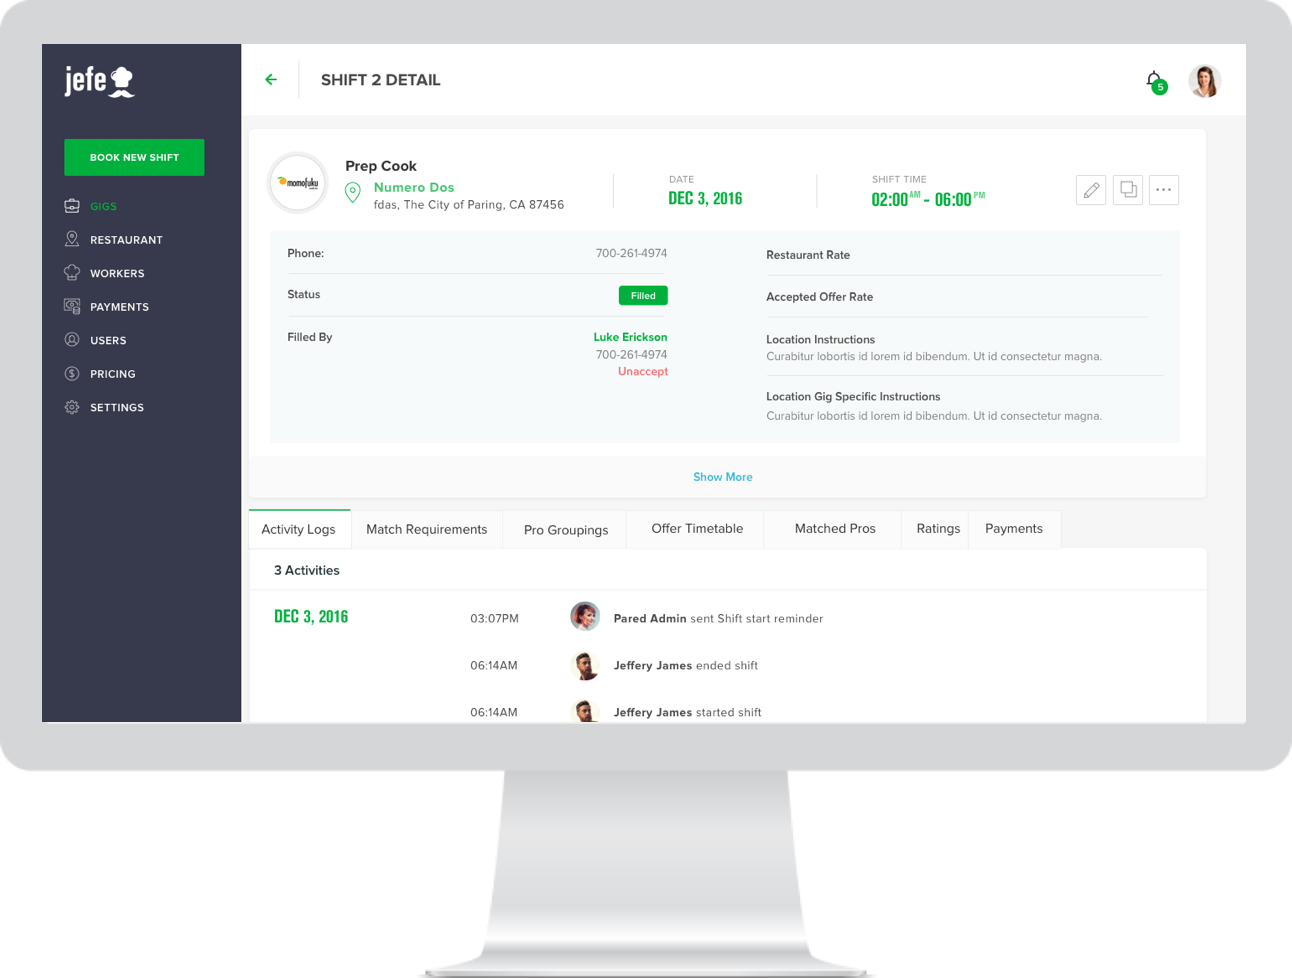 jefe
SHIFT 2 DETAIL
5
BOOK NEW SHIFT
GIGS
RESTAURANT
WORKERS
PAYMENTS
USERS
PRICING
SETTINGS
momofuku
Prep Cook
Numero Dos
fdas, The City of Paring, CA 87456
DATE
DEC 3, 2016
SHIFT TIME
02:00 AM - 06:00 PM
Phone: 700-261-4974
Status Filled
Filled By Luke Erickson
700-261-4974
Unaccept
Restaurant Rate
Accepted Offer Rate
Location Instructions
Curabitur lobortis id lorem id bibendum. Ut id consectetur magna.
Location Gig Specific Instructions
Curabitur lobortis id lorem id bibendum. Ut id consectetur magna.
Show More
Activity Logs Match Requirements Pro Groupings Offer Timetable Matched Pros Ratings Payments
3 Activities
DEC 3, 2016 03:07PM Pared Admin sent Shift start reminder
06:14AM Jeffery James ended shift
06:14AM Jeffery James started shift